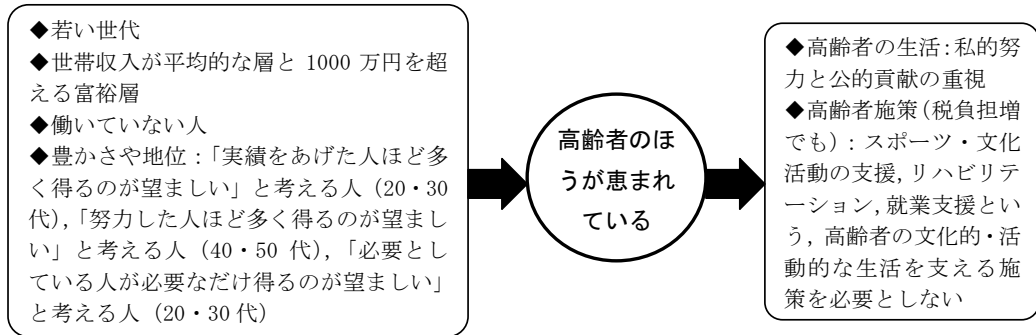 ◆若い世代
◆世帯収入が平均的な層と 1000 万円を超
える富裕層
◆働いていない人
◆豊かさや地位：「実績をあげた人ほど多
く得るのが望ましい」と考える人（20・30
代），「努力した人ほど多く得るのが望まし
い」と考える人（40・50 代），「必要とし
ている人が必要なだけ得るのが望ましい」
と考える人（20・30 代）
高齢者のほ
うが恵まれ
ている
◆高齢者の生活：私的努
力と公的貢献の重視
◆高齢者施策（税負担増
でも）：スポーツ・文化
活動の支援，リハビリテ
ーション，就業支援とい
う，高齢者の文化的・活
動的な生活を支える施
策を必要としない